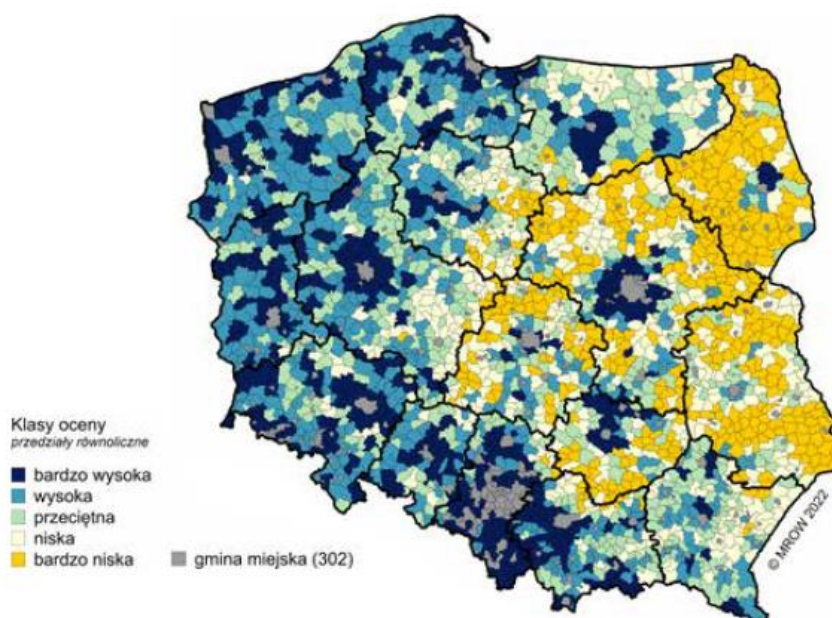 Klasy oceny
przedziały równoliczne
bardzo wysoka
wysoka
przeciętna
niska
bardzo niska
gmina miejska (302)
© MROW 2022